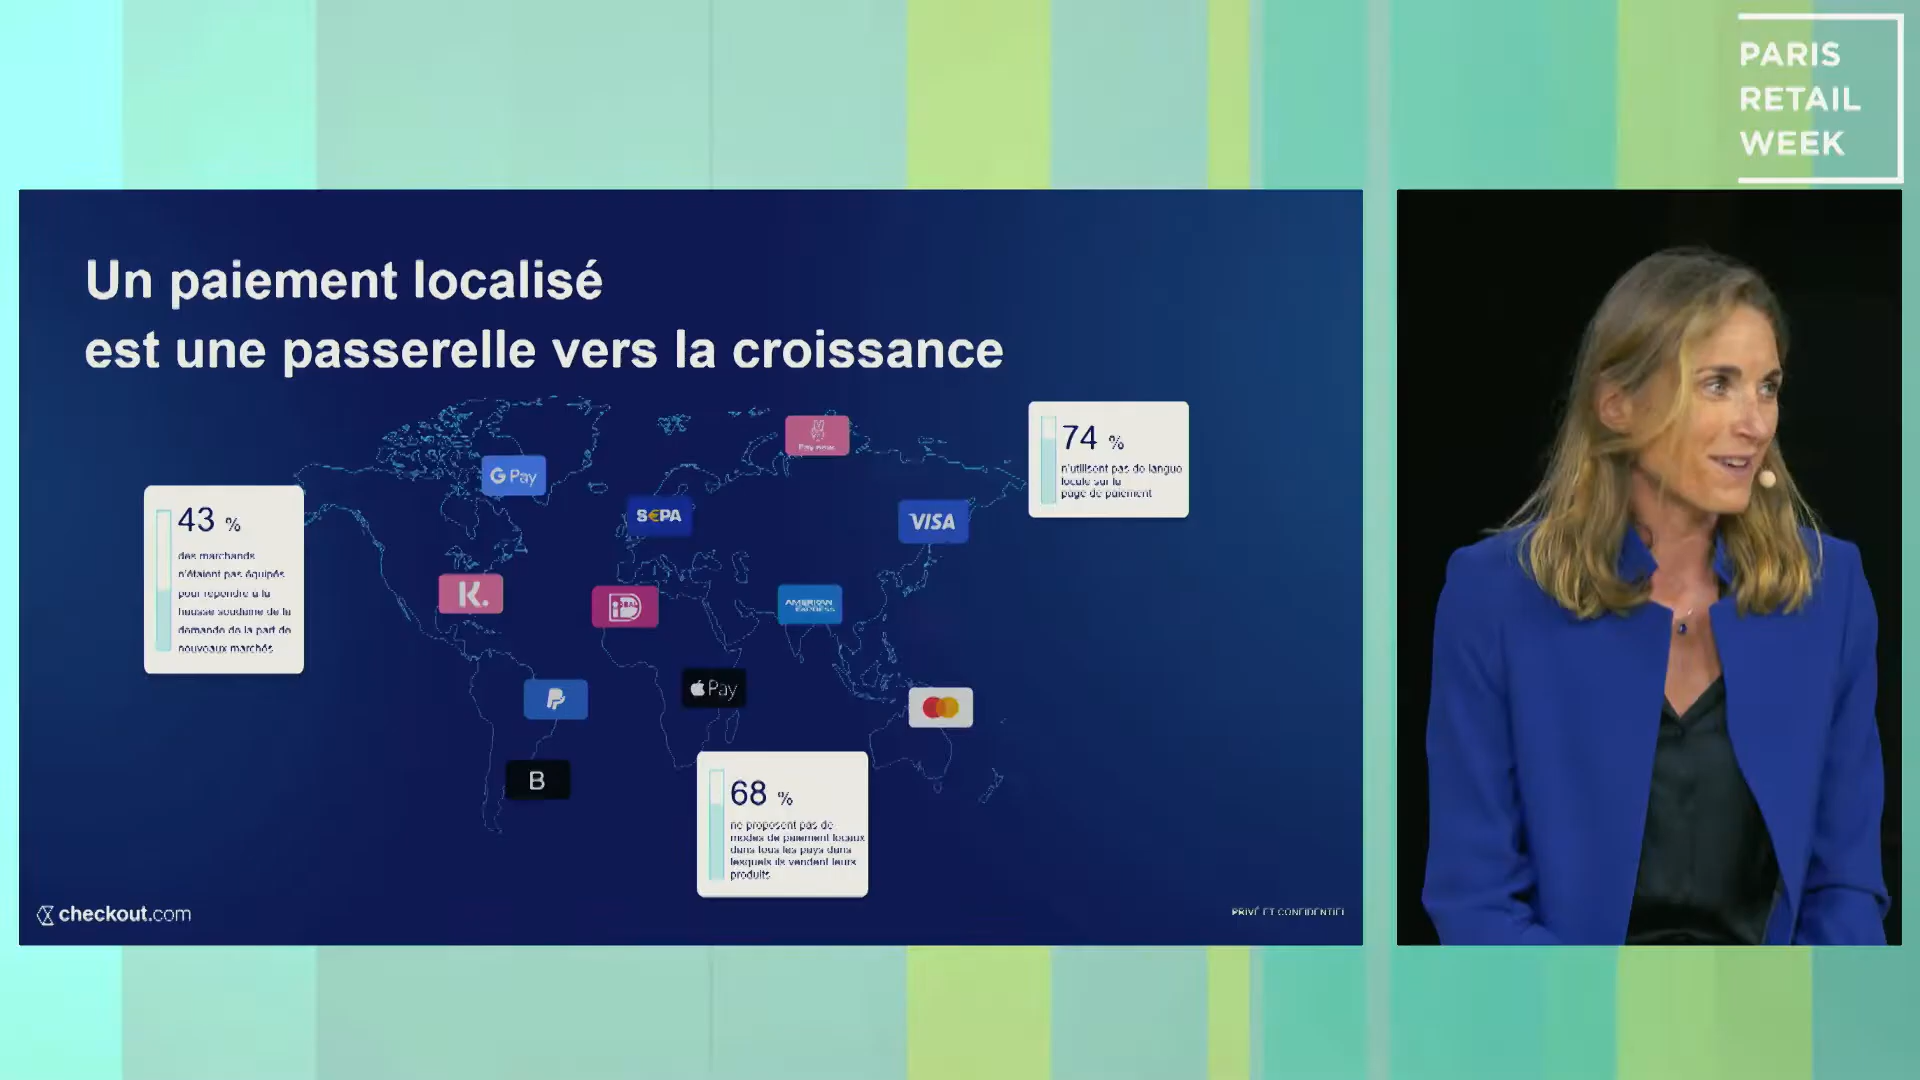 PARIS
RETAIL
WEEK
Un paiement localisé
est une passerelle vers la croissance
74 %
n'utilisent pas de langue
locale sur la
page de paiement
G Pay
43 %
des marchands
n'étaient pas équipés
pour répondre à la
hausse soudaine de la
demande de la part de
nouveaux marchés
S€PA
VISA
K.
iDEAL
AMERICAN
EXPRESS
Pay
B
68 %
ne proposent pas de
modes de paiement locaux
dans tous les pays dans
lesquels ils vendent leurs
produits
checkout.com
PRIVÉ ET CONFIDENTIEL